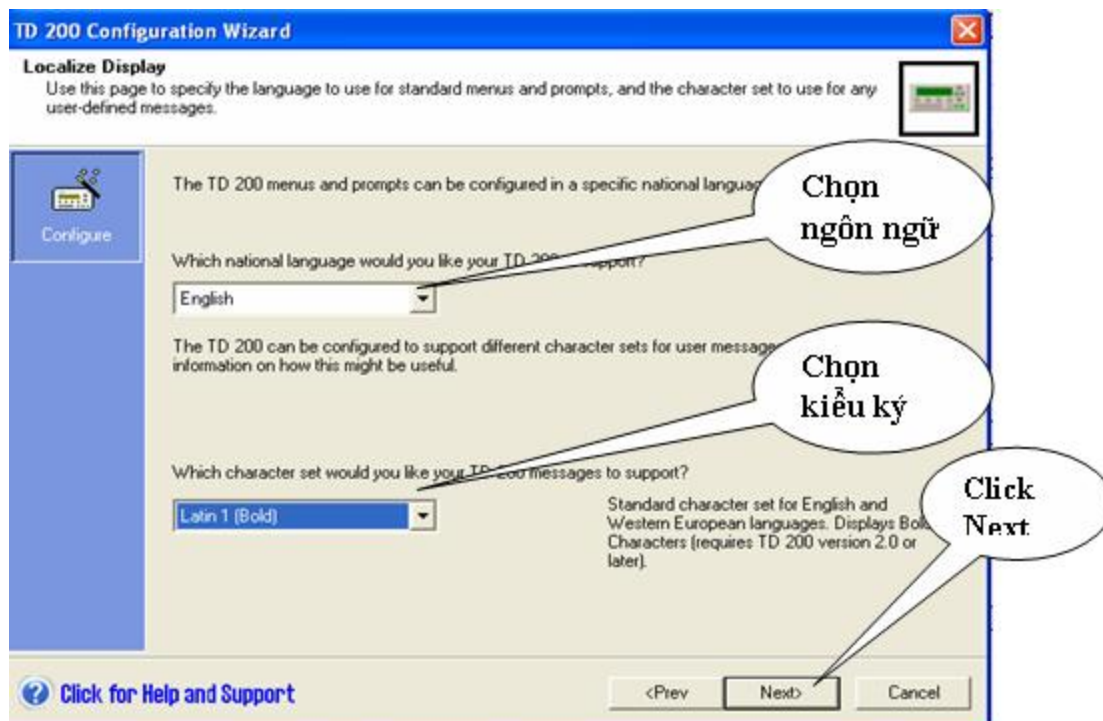 TD 200 Configuration Wizard
Localize Display
Use this page to specify the language to use for standard menus and prompts, and the character set to use for any
user-defined messages.
Configure
The TD 200 menus and prompts can be configured in a specific national
Chọn
ngôn ngữ
Which national language would you like your TD 200 support?
English
The TD 200 can be configured to support different character sets for user
information on how this might be useful.
Chọn
kiểu ký
Which character set would you like your TD 200 messages to support?
Latin 1 (Bold)
Standard character set for English and
Western European languages. Displays
Characters (requires TD 200 version 2.0 or
later).
Click
Next
Click for Help and Support
<Prev
Next>
Cancel